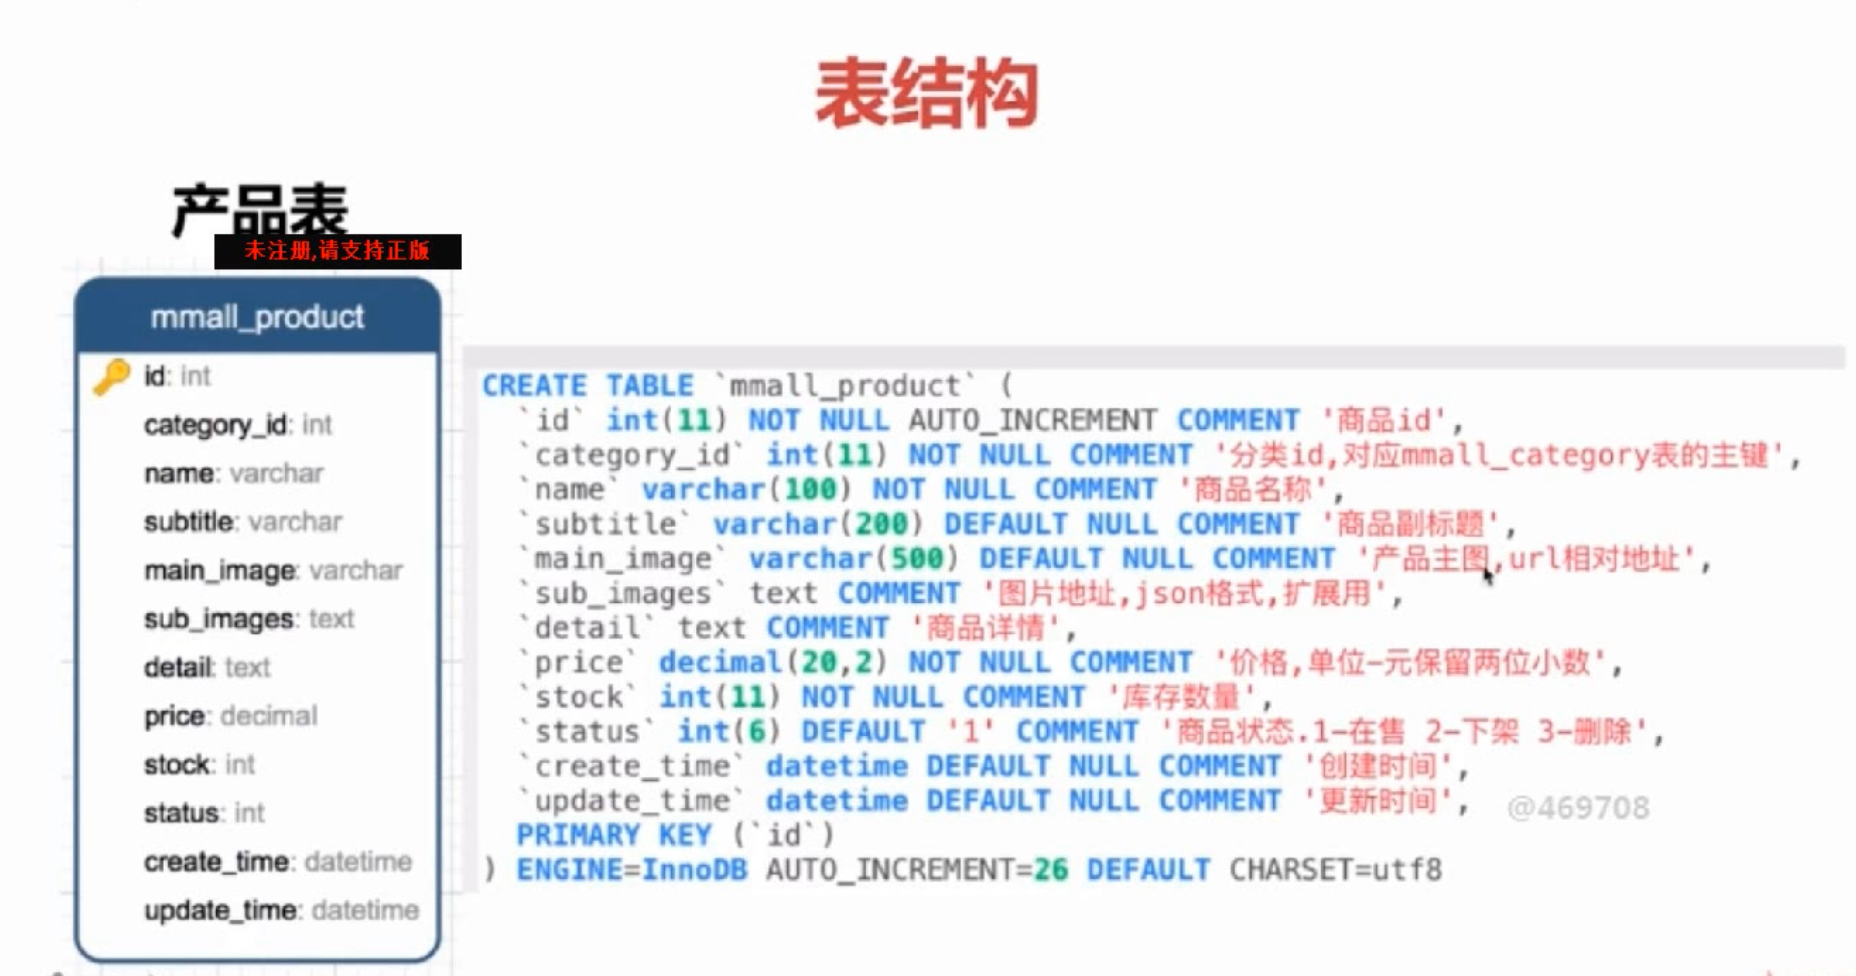 表结构
产品表
未注册,请支持正版
mmall_product
id: int
category_id: int
name: varchar
subtitle: varchar
main_image: varchar
sub_images: text
detail: text
price: decimal
stock: int
status: int
create_time: datetime
update_time: datetime
CREATE TABLE `mmall_product` (
`id` int(11) NOT NULL AUTO_INCREMENT COMMENT '商品id',
`category_id` int(11) NOT NULL COMMENT '分类id,对应mmall_category表的主键',
`name` varchar(100) NOT NULL COMMENT '商品名称',
`subtitle` varchar(200) DEFAULT NULL COMMENT '商品副标题',
`main_image` varchar(500) DEFAULT NULL COMMENT '产品主图,url相对地址',
`sub_images` text COMMENT '图片地址,json格式,扩展用',
`detail` text COMMENT '商品详情',
`price` decimal(20,2) NOT NULL COMMENT '价格,单位-元保留两位小数',
`stock` int(11) NOT NULL COMMENT '库存数量',
`status` int(6) DEFAULT '1' COMMENT '商品状态.1-在售 2-下架 3-删除',
`create_time` datetime DEFAULT NULL COMMENT '创建时间',
`update_time` datetime DEFAULT NULL COMMENT '更新时间',
@469708
PRIMARY KEY (`id`)
) ENGINE=InnoDB AUTO_INCREMENT=26 DEFAULT CHARSET=utf8